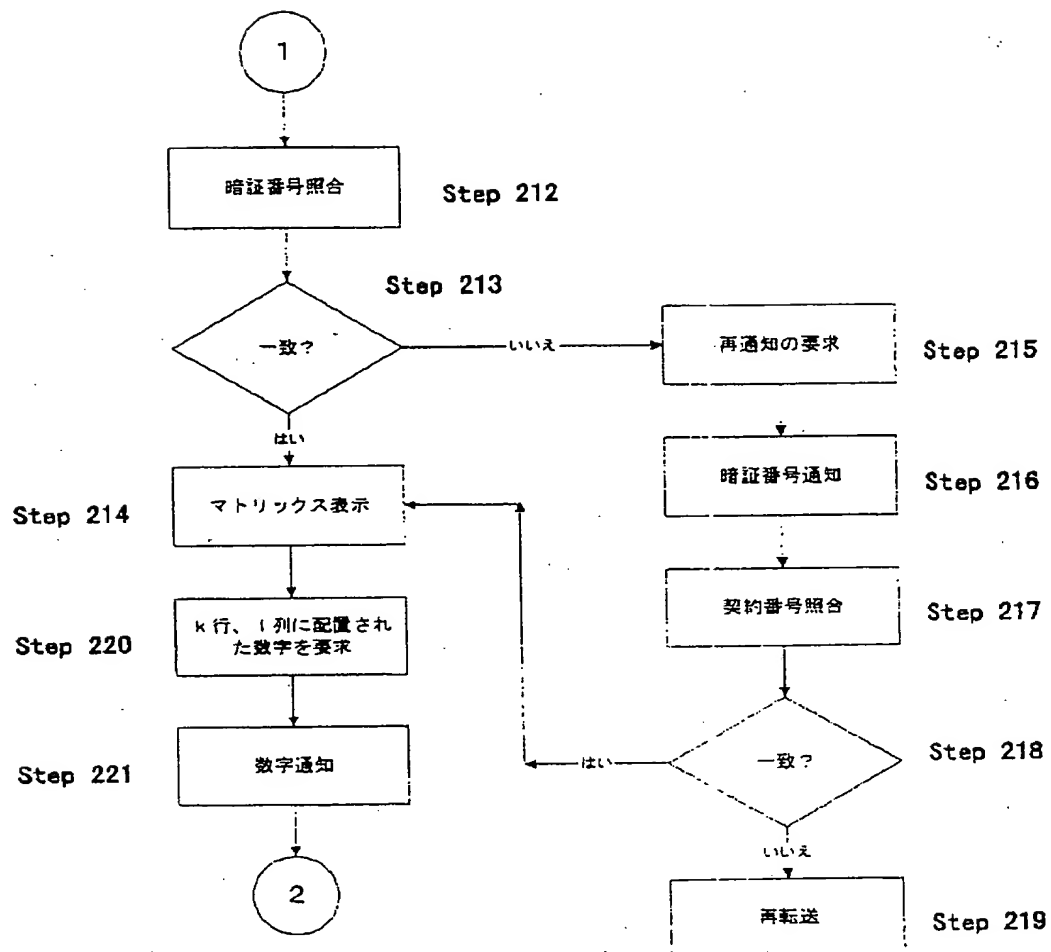 1
暗証番号照合
Step 212
Step 213
一致?
いいえ
再通知の要求
Step 215
はい
暗証番号通知
Step 216
Step 214
マトリックス表示
契約番号照合
Step 217
Step 220
k行、l列に配置され
た数字を要求
一致?
Step 218
はい
Step 221
数字通知
いいえ
2
再転送
Step 219